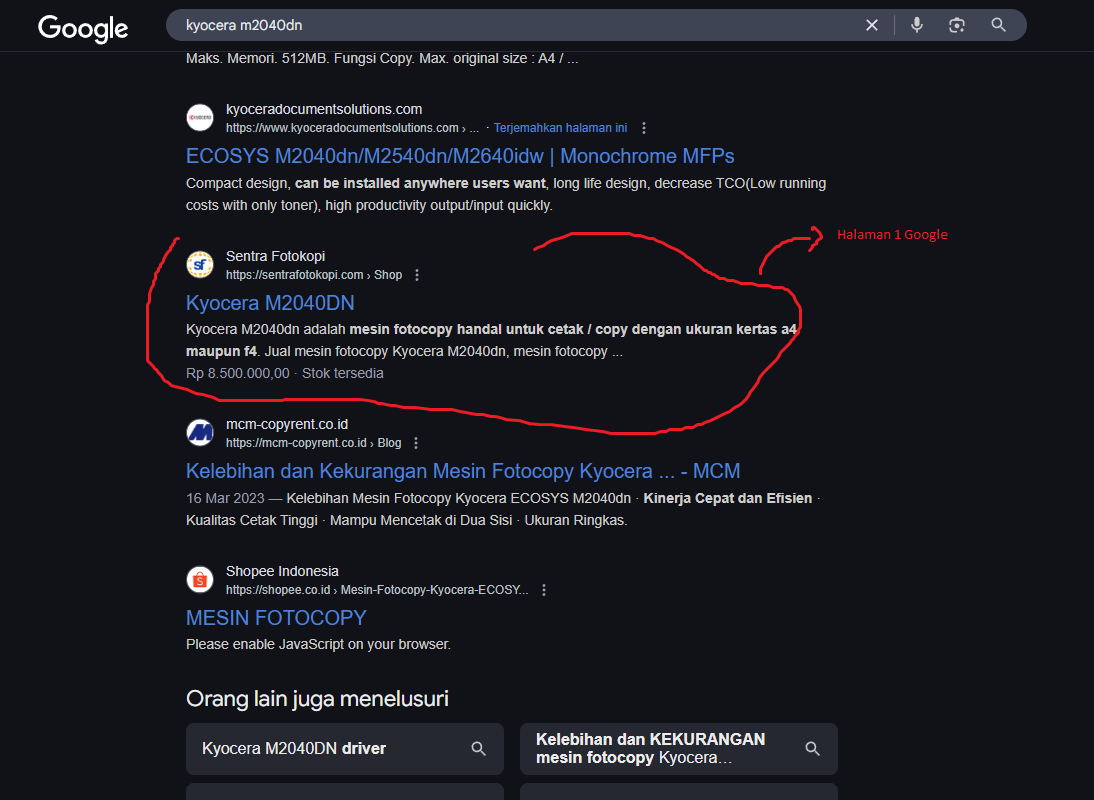 Google
kyocera m2040dn
Maks. Memori. 512MB. Fungsi Copy. Max. original size : A4 / ...
KYOCERA
kyoceradocumentsolutions.com
https://www.kyoceradocumentsolutions.com › ... · Terjemahkan halaman ini
ECOSYS M2040dn/M2540dn/M2640idw | Monochrome MFPs
Compact design, can be installed anywhere users want, long life design, decrease TCO(Low running
costs with only toner), high productivity output/input quickly.
Halaman 1 Google
sf
Sentra Fotokopi
https://sentrafotokopi.com › Shop
Kyocera M2040DN
Kyocera M2040dn adalah mesin fotocopy handal untuk cetak / copy dengan ukuran kertas a4
maupun f4. Jual mesin fotocopy Kyocera M2040dn, mesin fotocopy ...
Rp 8.500.000,00 · Stok tersedia
mcm-copyrent.co.id
https://mcm-copyrent.co.id › Blog
Kelebihan dan Kekurangan Mesin Fotocopy Kyocera ... - MCM
16 Mar 2023 — Kelebihan Mesin Fotocopy Kyocera ECOSYS M2040dn · Kinerja Cepat dan Efisien ·
Kualitas Cetak Tinggi · Mampu Mencetak di Dua Sisi · Ukuran Ringkas.
S
Shopee Indonesia
https://shopee.co.id › Mesin-Fotocopy-Kyocera-ECOSY...
MESIN FOTOCOPY
Please enable JavaScript on your browser.
Orang lain juga menelusuri
Kyocera M2040DN driver
Kelebihan dan KEKURANGAN
mesin fotocopy Kyocera...